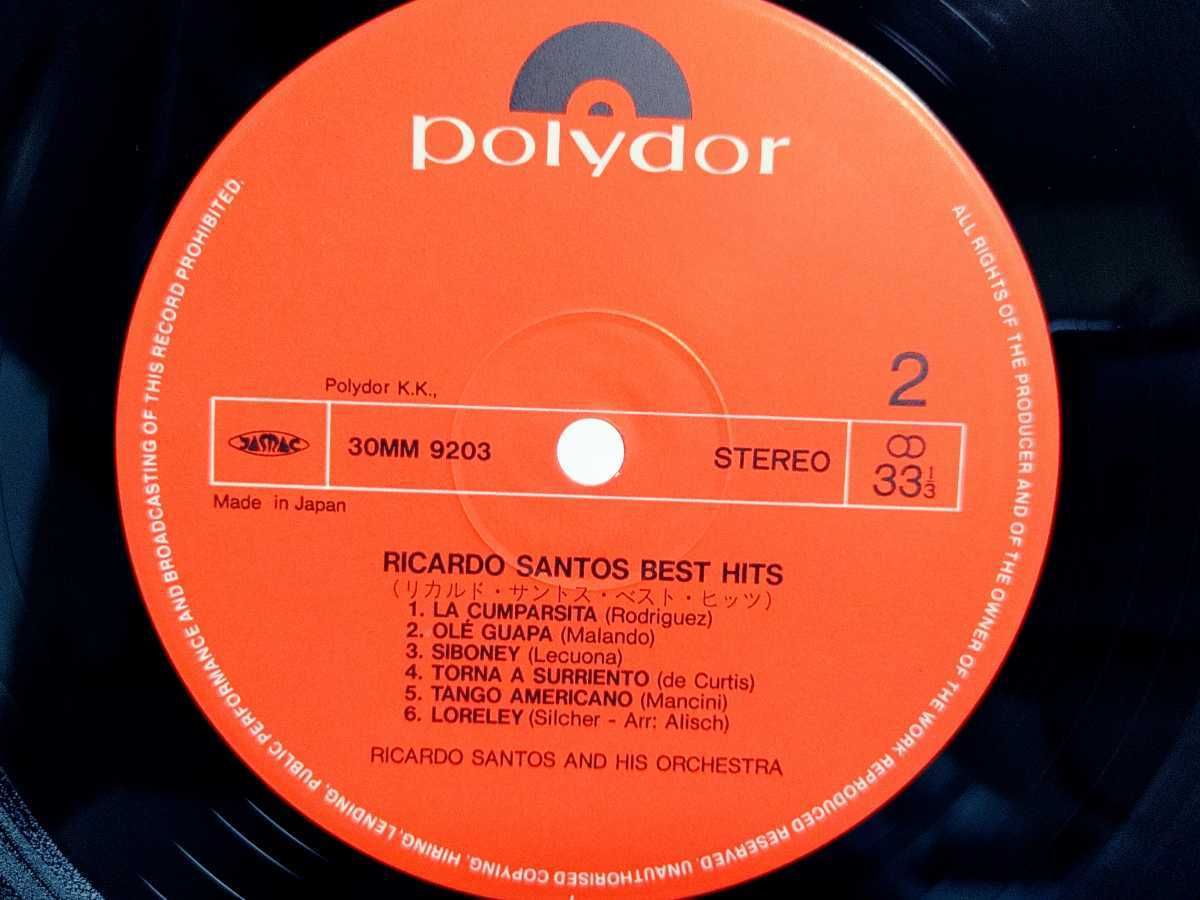 polydor
2
Polydor K.K.,
JASRAC
30MM 9203
STEREO
33 1/3
Made in Japan
RICARDO SANTOS BEST HITS
(リカルド・サントス・ベスト・ヒッツ)
1. LA CUMPARSITA (Rodriguez)
2. OLÉ GUAPA (Malando)
3. SIBONEY (Lecuona)
4. TORNA A SURRIENTO (de Curtis)
5. TANGO AMERICANO (Mancini)
6. LORELEY (Silcher - Arr: Alisch)
RICARDO SANTOS AND HIS ORCHESTRA
ALL RIGHTS OF THE PRODUCER AND OF THE OWNER OF THE WORK REPRODUCED RESERVED. UNAUTHORISED COPYING, HIRING, LENDING, PUBLIC PERFORMANCE AND BROADCASTING OF THIS RECORD PROHIBITED.